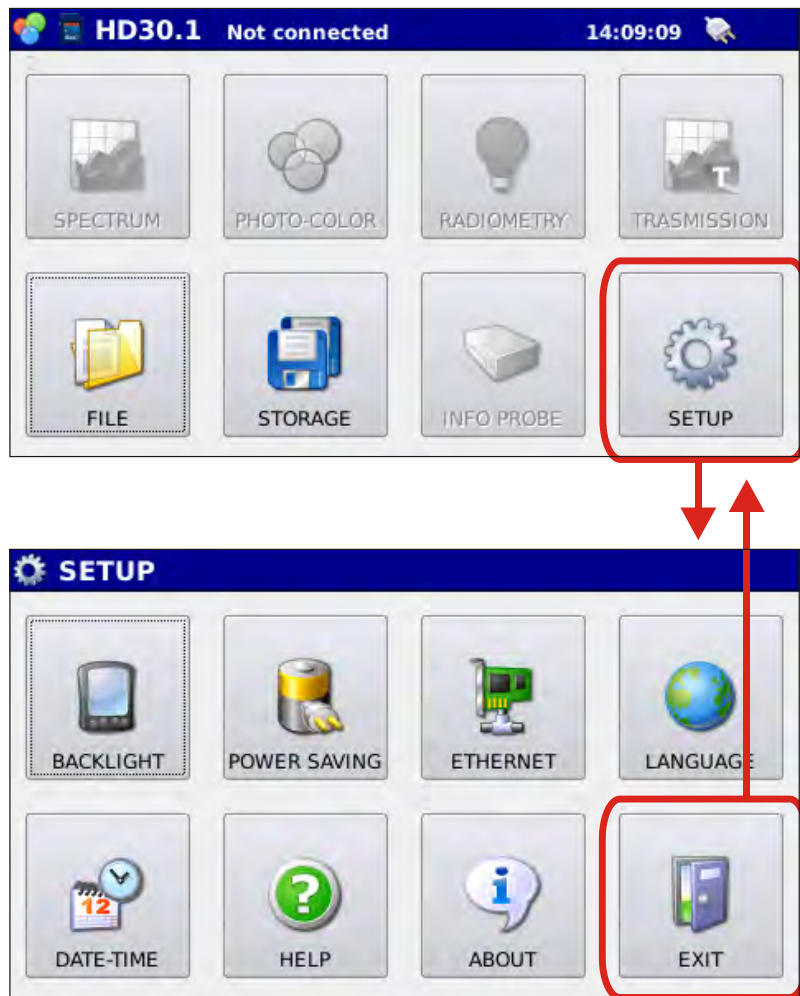 HD30.1 Not connected 14:09:09
SPECTRUM PHOTO-COLOR RADIOMETRY TRASMISSION
T
FILE STORAGE INFO PROBE SETUP
SETUP
BACKLIGHT POWER SAVING ETHERNET LANGUAGE
12
DATE-TIME HELP ABOUT EXIT